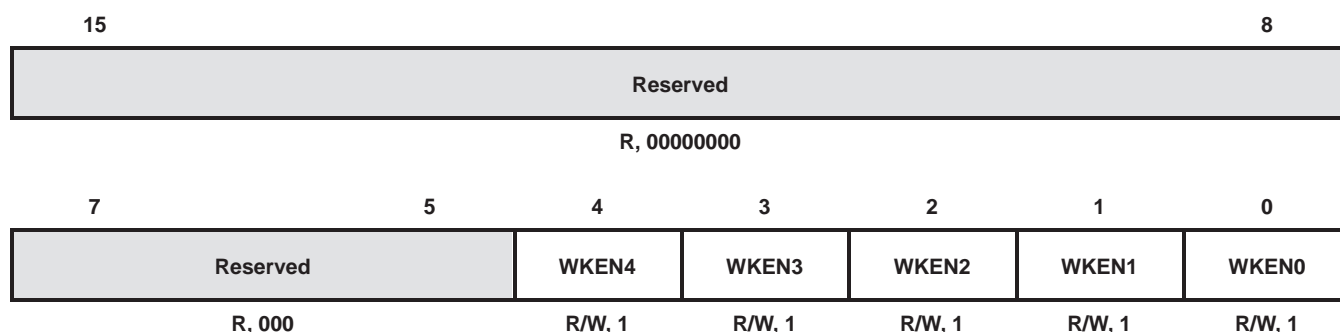 15 8
Reserved
R, 00000000
7 5 4 3 2 1 0
Reserved WKEN4 WKEN3 WKEN2 WKEN1 WKEN0
R, 000 R/W, 1 R/W, 1 R/W, 1 R/W, 1 R/W, 1